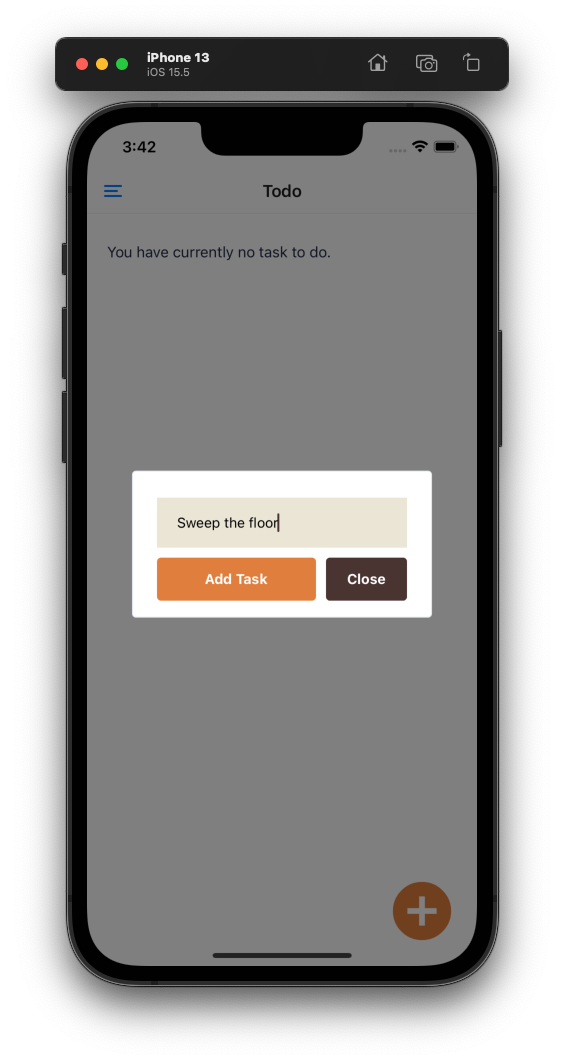 iPhone 13
iOS 15.5
3:42
Todo
You have currently no task to do.
Sweep the floor
Add Task
Close